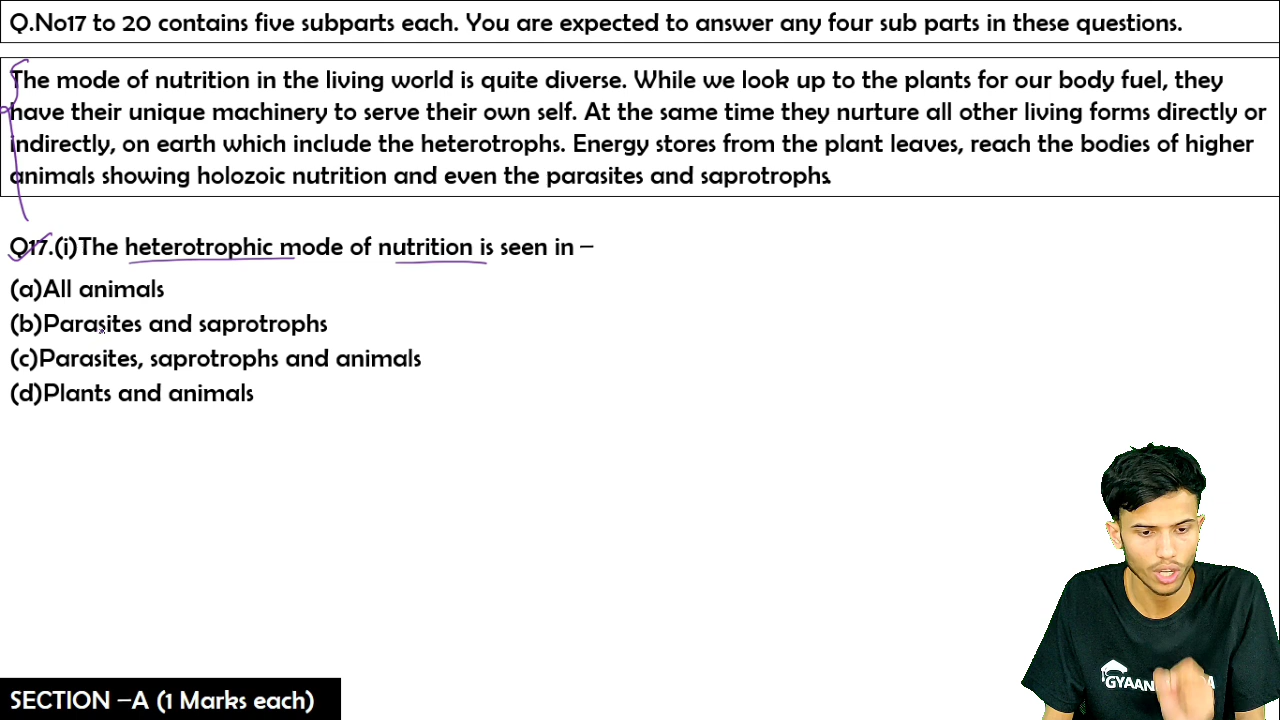 Q.No17 to 20 contains five subparts each. You are expected to answer any four sub parts in these questions.
The mode of nutrition in the living world is quite diverse. While we look up to the plants for our body fuel, they
have their unique machinery to serve their own self. At the same time they nurture all other living forms directly or
indirectly, on earth which include the heterotrophs. Energy stores from the plant leaves, reach the bodies of higher
animals showing holozoic nutrition and even the parasites and saprotrophs.
Q17.(i)The heterotrophic mode of nutrition is seen in –
(a)All animals
(b)Parasites and saprotrophs
(c)Parasites, saprotrophs and animals
(d)Plants and animals
SECTION –A (1 Marks each)